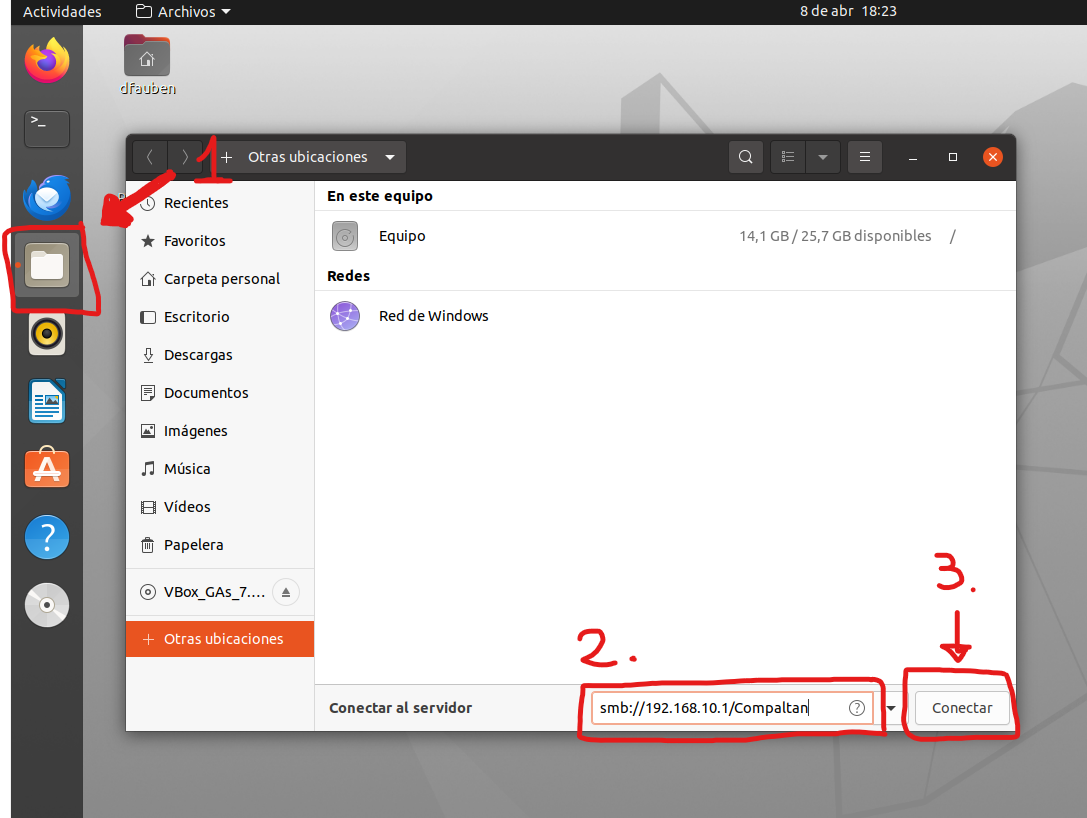 Actividades Archivos 8 de abr 18:23
>_
dfauben
1
Otras ubicaciones
Recientes
Favoritos
Carpeta personal
Escritorio
Descargas
Documentos
Imágenes
Música
Vídeos
Papelera
VBox_GAs_7....
Otras ubicaciones
En este equipo
Equipo 14,1 GB / 25,7 GB disponibles /
Redes
Red de Windows
2.
3.
Conectar al servidor smb://192.168.10.1/Compaltan ? Conectar
?